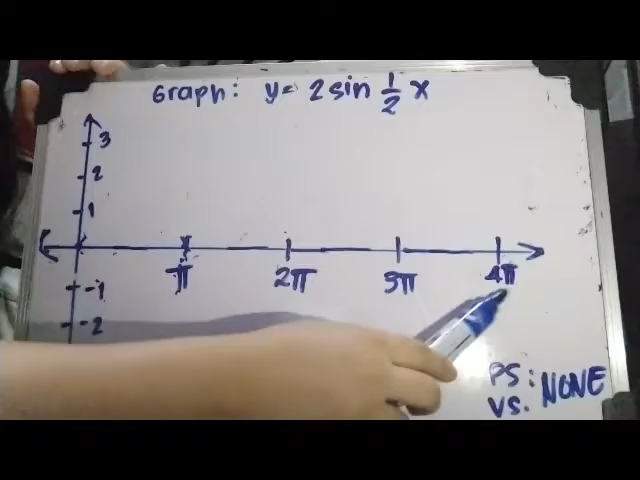 Graph: y= 2 sin 1/2 x
3
2
1
π 2π 3π 4π
-1
-2
PS: NONE
VS.